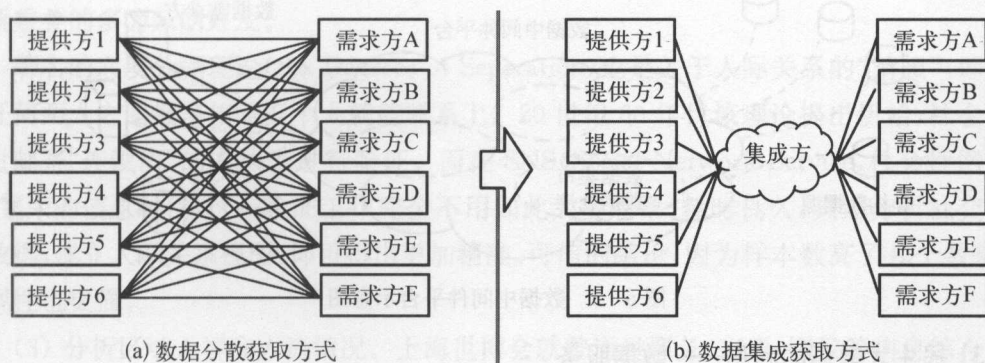 提供方1 需求方A 提供方1 需求方A
提供方2 需求方B 提供方2 需求方B
提供方3 需求方C 提供方3 需求方C
集成方
提供方4 需求方D 提供方4 需求方D
提供方5 需求方E 提供方5 需求方E
提供方6 需求方F 提供方6 需求方F
(a) 数据分散获取方式 (b) 数据集成获取方式